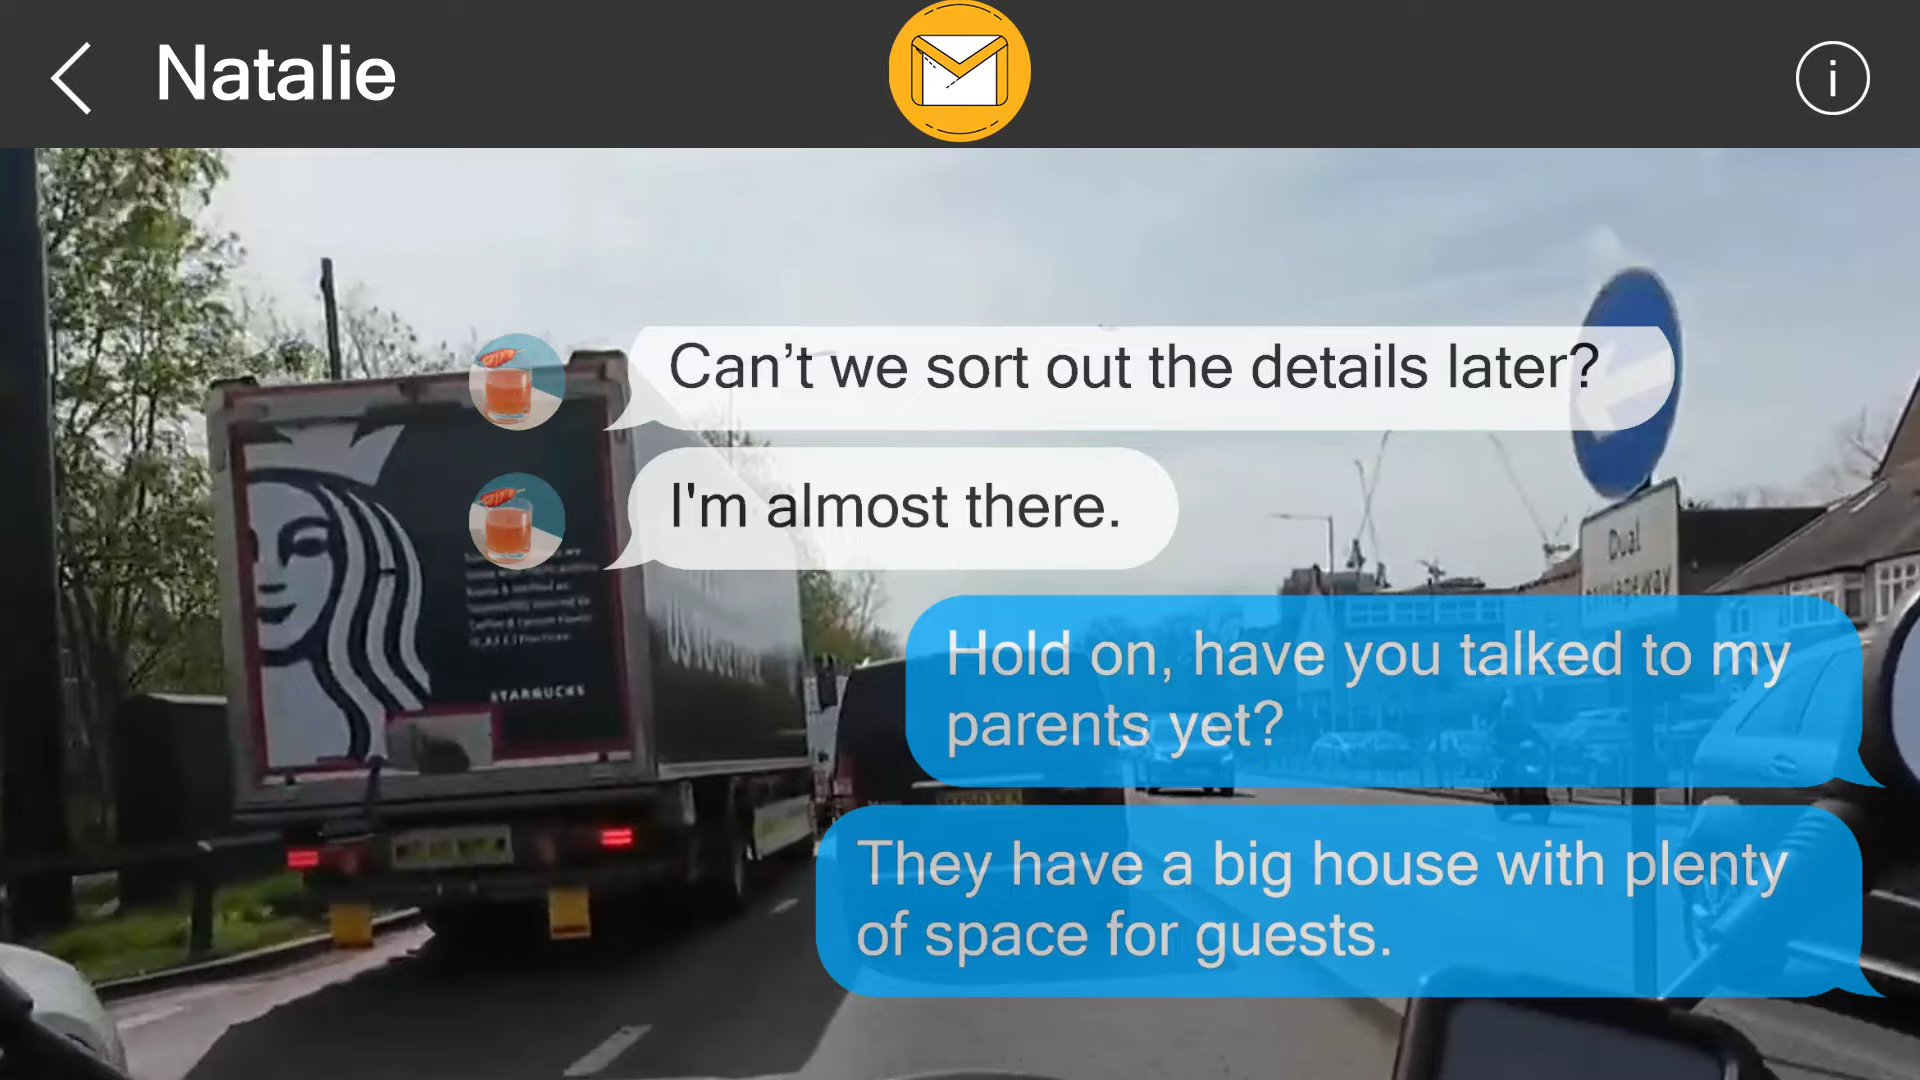 Natalie
Can’t we sort out the details later?
I'm almost there.
Hold on, have you talked to my
parents yet?
They have a big house with plenty
of space for guests.
STARBUCKS
Dual